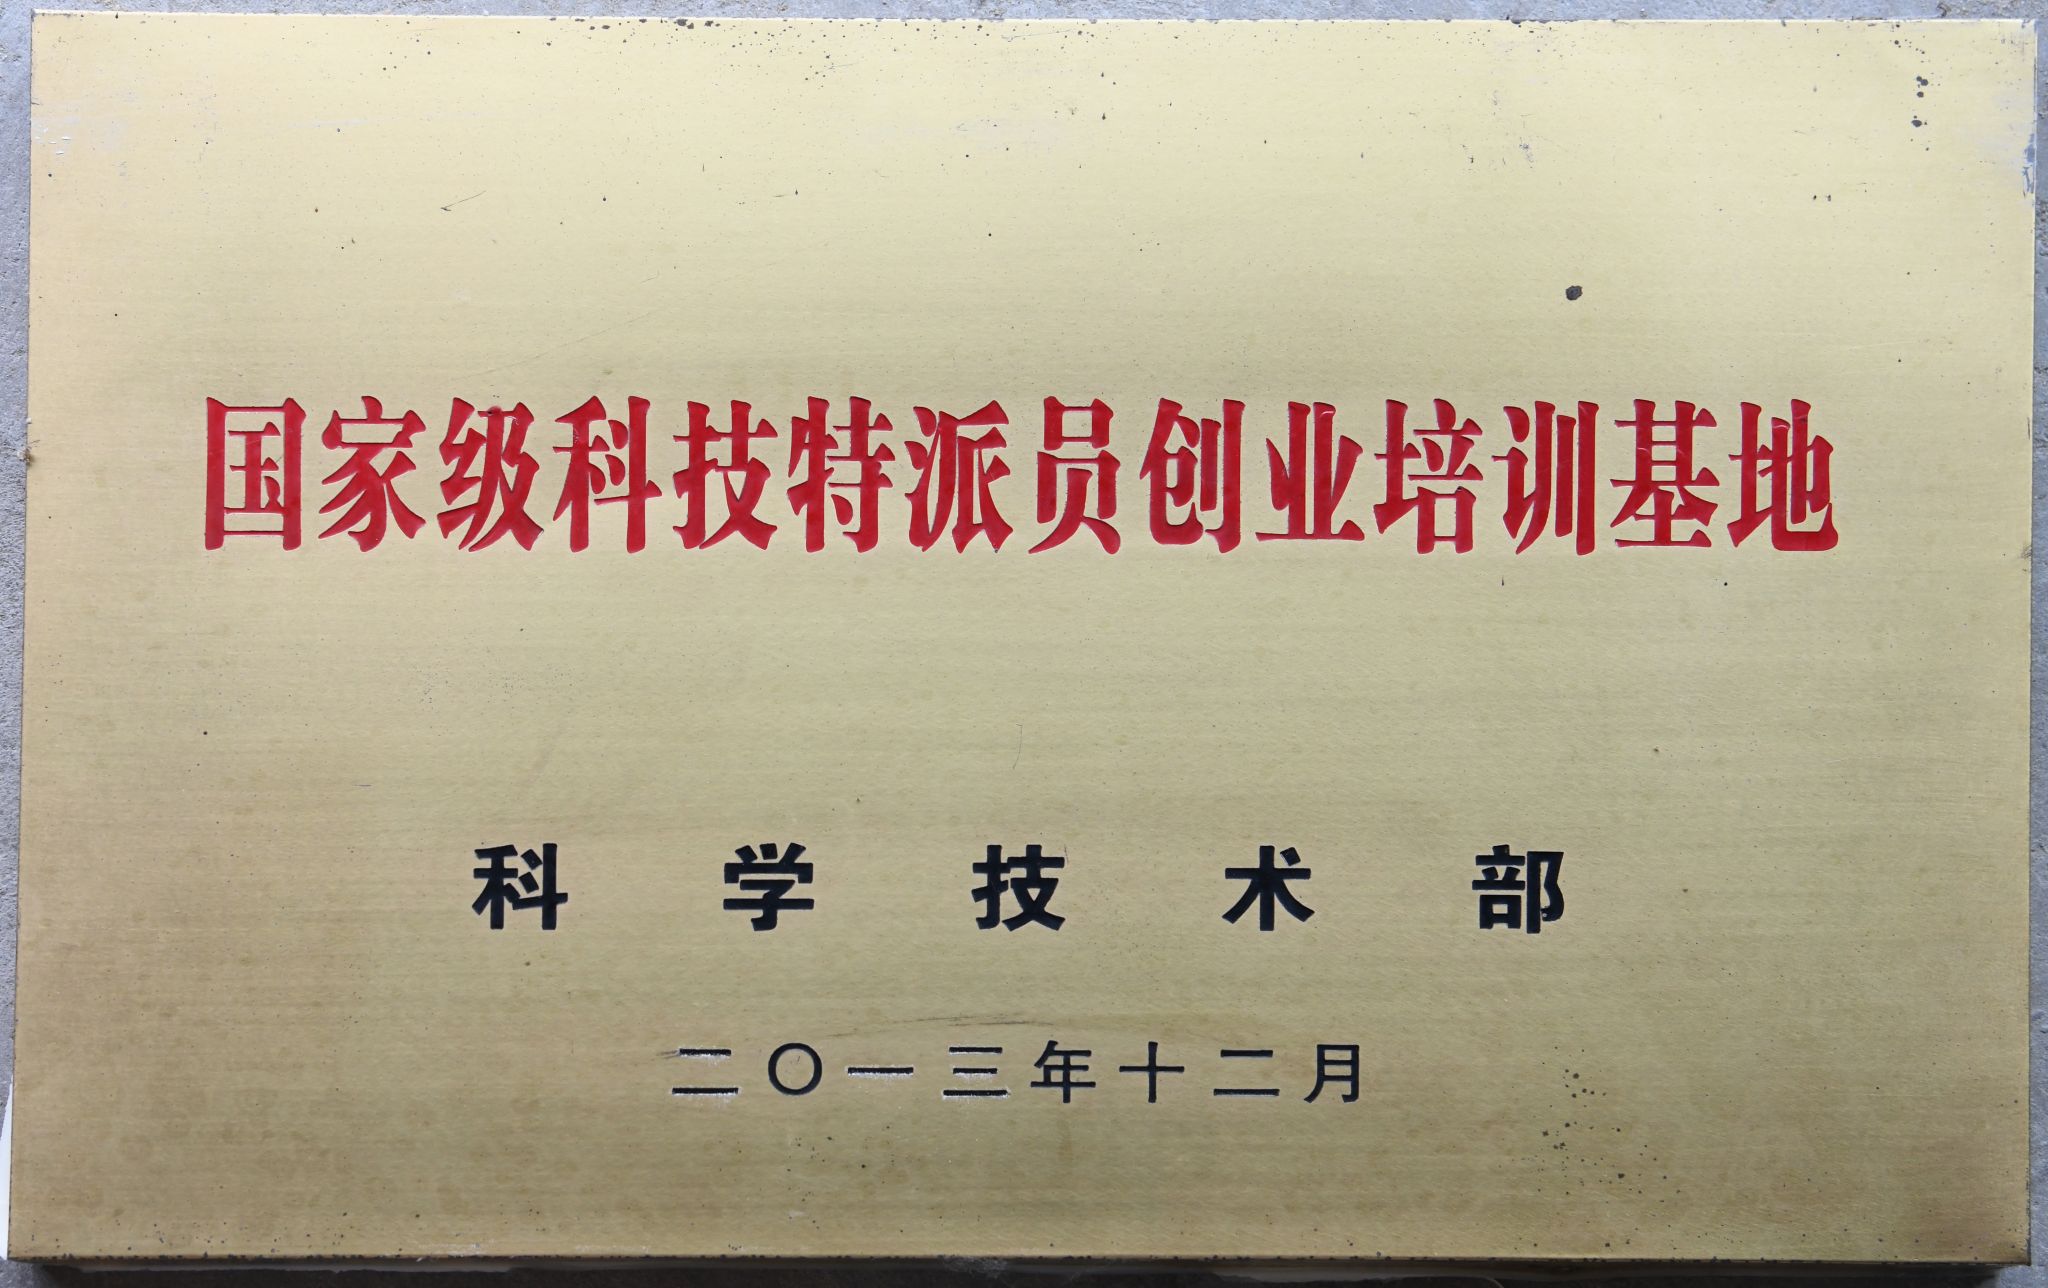 国家级科技特派员创业培训基地
科学技术部
二〇一三年十二月